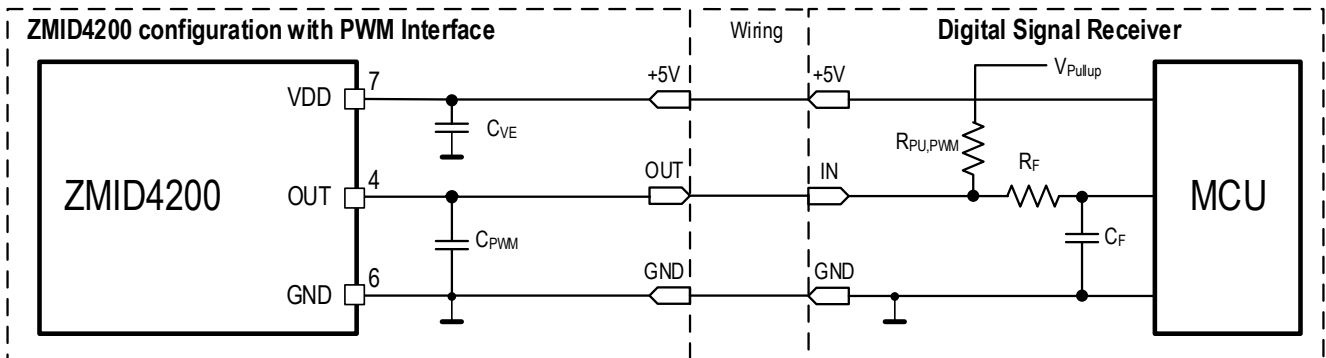 ZMID4200 configuration with PWM Interface
Wiring
Digital Signal Receiver
7
+5V
+5V
VPullup
VDD
CVE
RPU,PWM
RF
4
OUT
IN
ZMID4200
OUT
MCU
CPWM
CF
6
GND
GND
GND